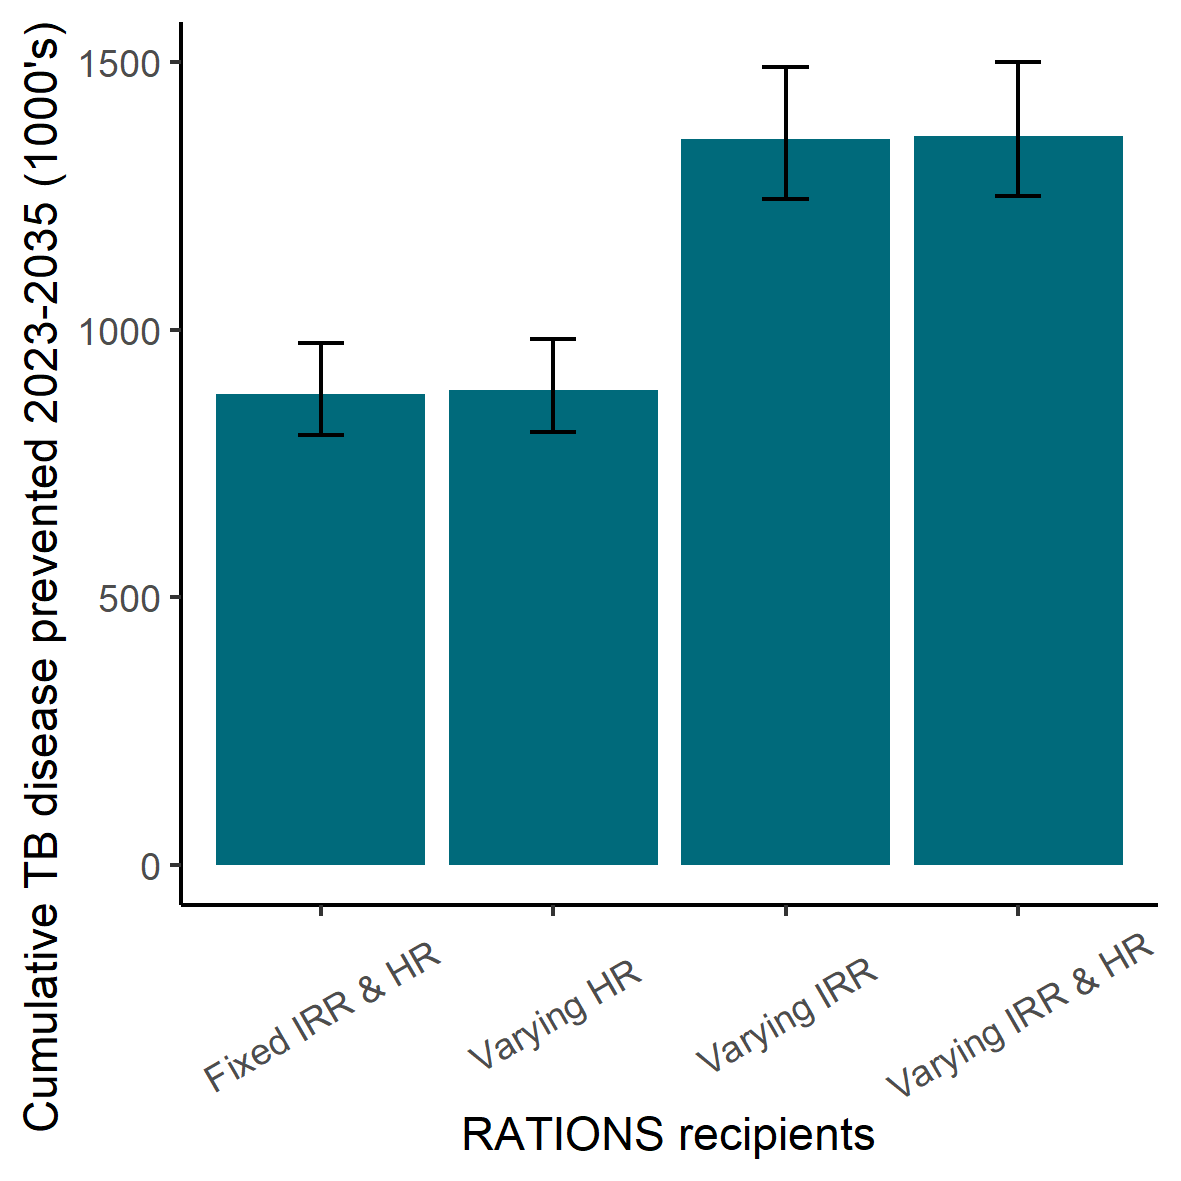 Cumulative TB disease prevented 2023-2035 (1000's)
1500
1000
500
0
Fixed IRR & HR
Varying HR
Varying IRR
Varying IRR & HR
RATIONS recipients